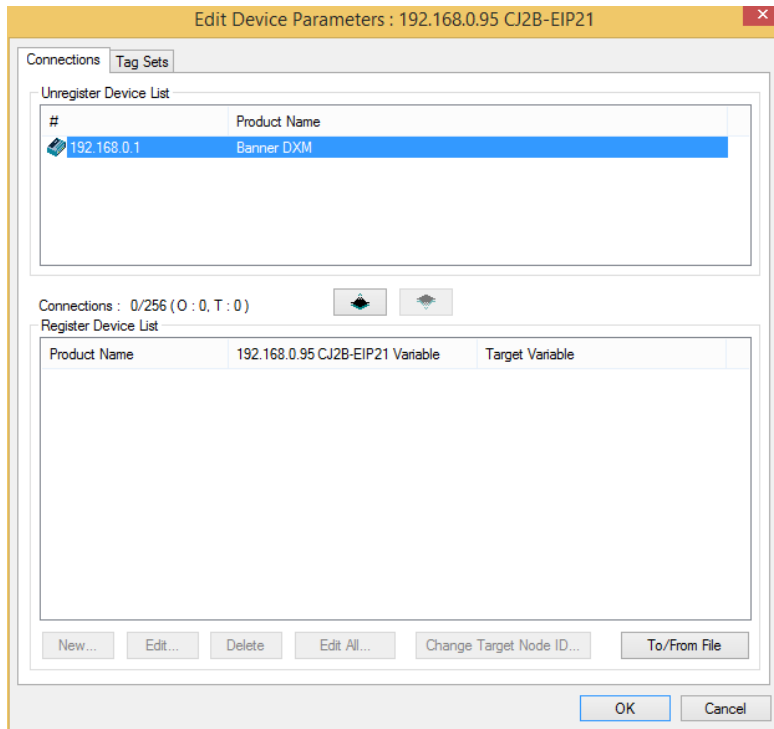 Edit Device Parameters : 192.168.0.95 CJ2B-EIP21
Connections Tag Sets
Unregister Device List
# Product Name
192.168.0.1 Banner DXM
Connections : 0/256 ( O : 0, T : 0 )
Register Device List
Product Name 192.168.0.95 CJ2B-EIP21 Variable Target Variable
New... Edit... Delete Edit All... Change Target Node ID... To/From File
OK Cancel